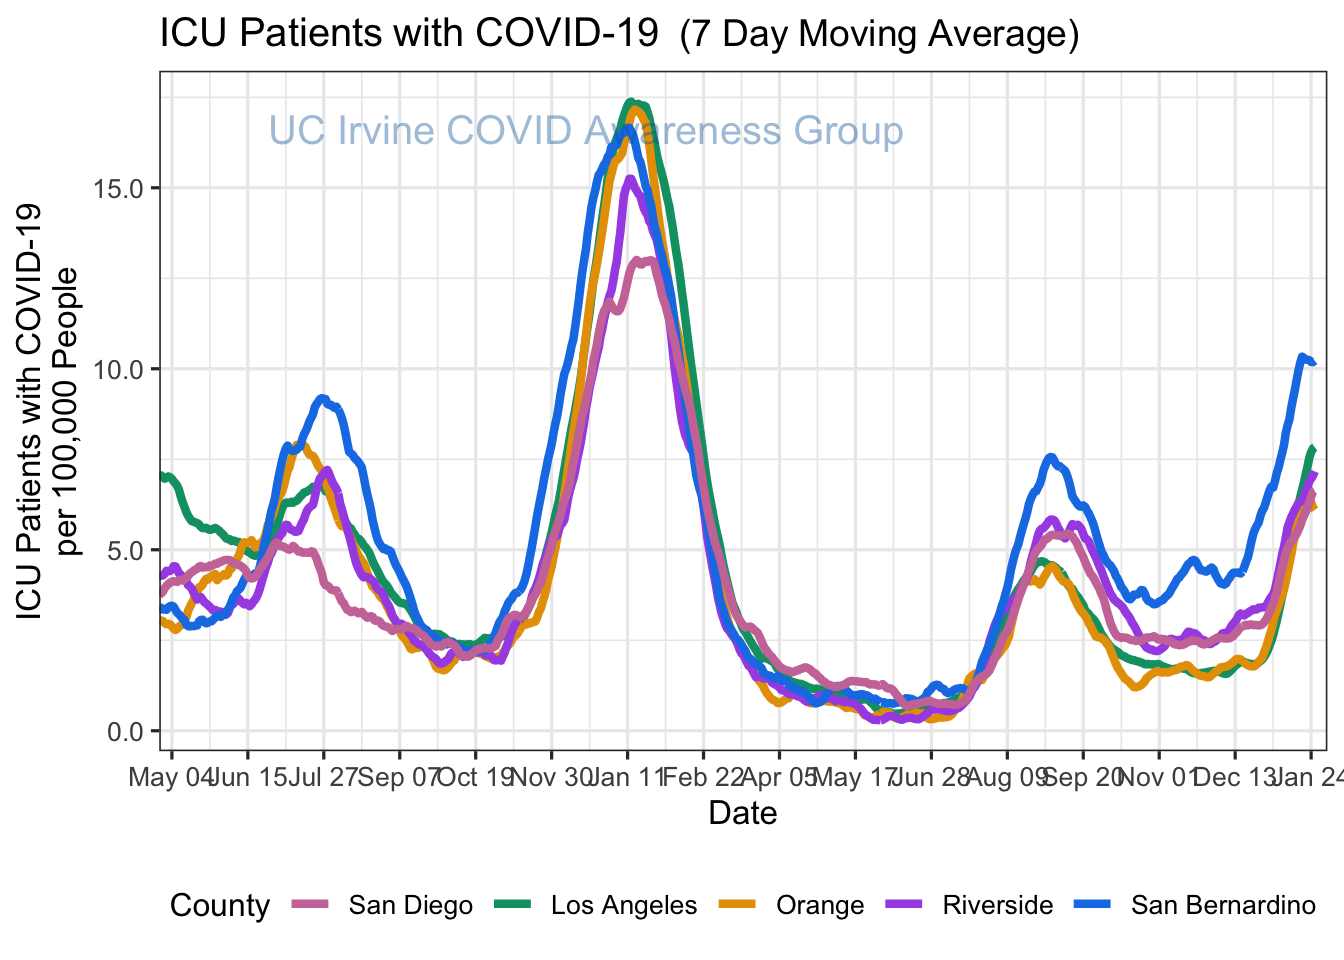 ICU Patients with COVID-19 (7 Day Moving Average)
UC Irvine COVID Awareness Group
ICU Patients with COVID-19
per 100,000 People
15.0
10.0
5.0
0.0
May 04 Jun 15 Jul 27 Sep 07 Oct 19 Nov 30 Jan 11 Feb 22 Apr 05 May 17 Jun 28 Aug 09 Sep 20 Nov 01 Dec 13 Jan 24
Date
County San Diego Los Angeles Orange Riverside San Bernardino